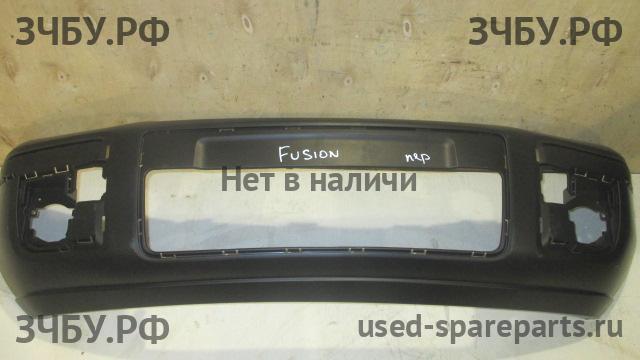 ЗЧБУ.РФ ЗЧБУ.РФ
FUSION пер
Нет в наличи
ЗЧБУ.РФ used-spareparts.ru